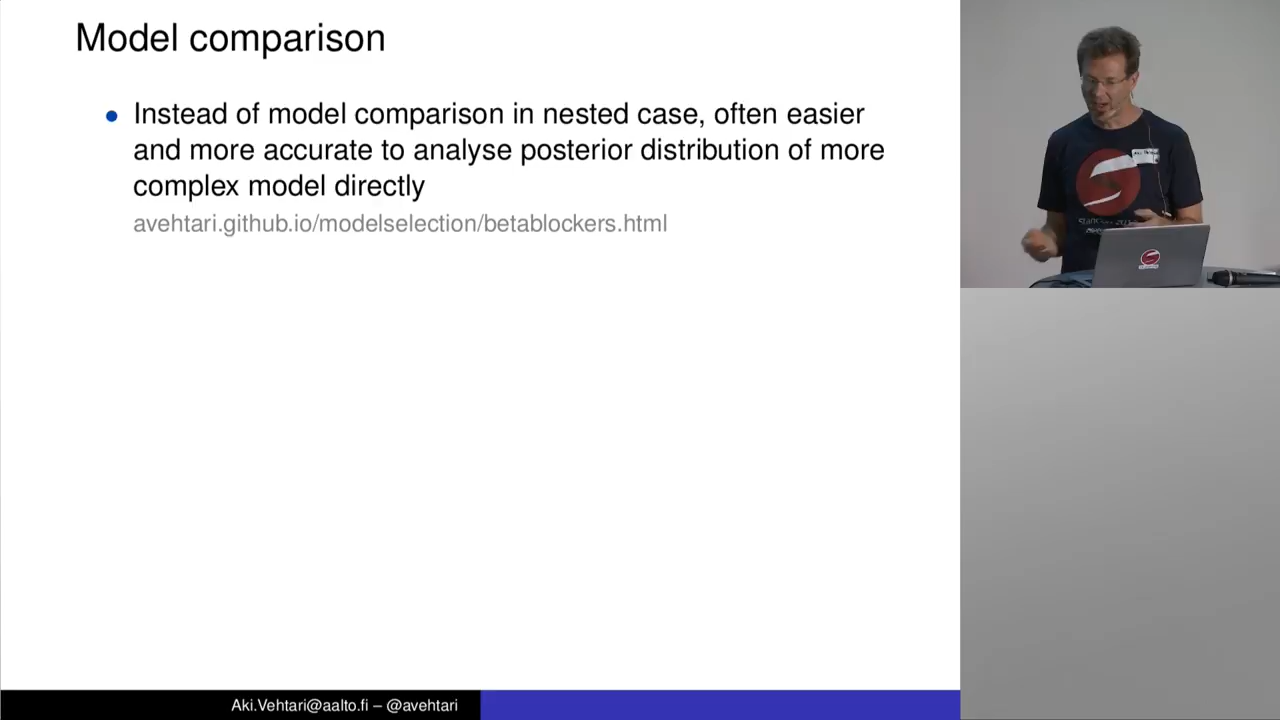 Model comparison
• Instead of model comparison in nested case, often easier
and more accurate to analyse posterior distribution of more
complex model directly
avehtari.github.io/modelselection/betablockers.html
Aki.Vehtari@aalto.fi – @avehtari